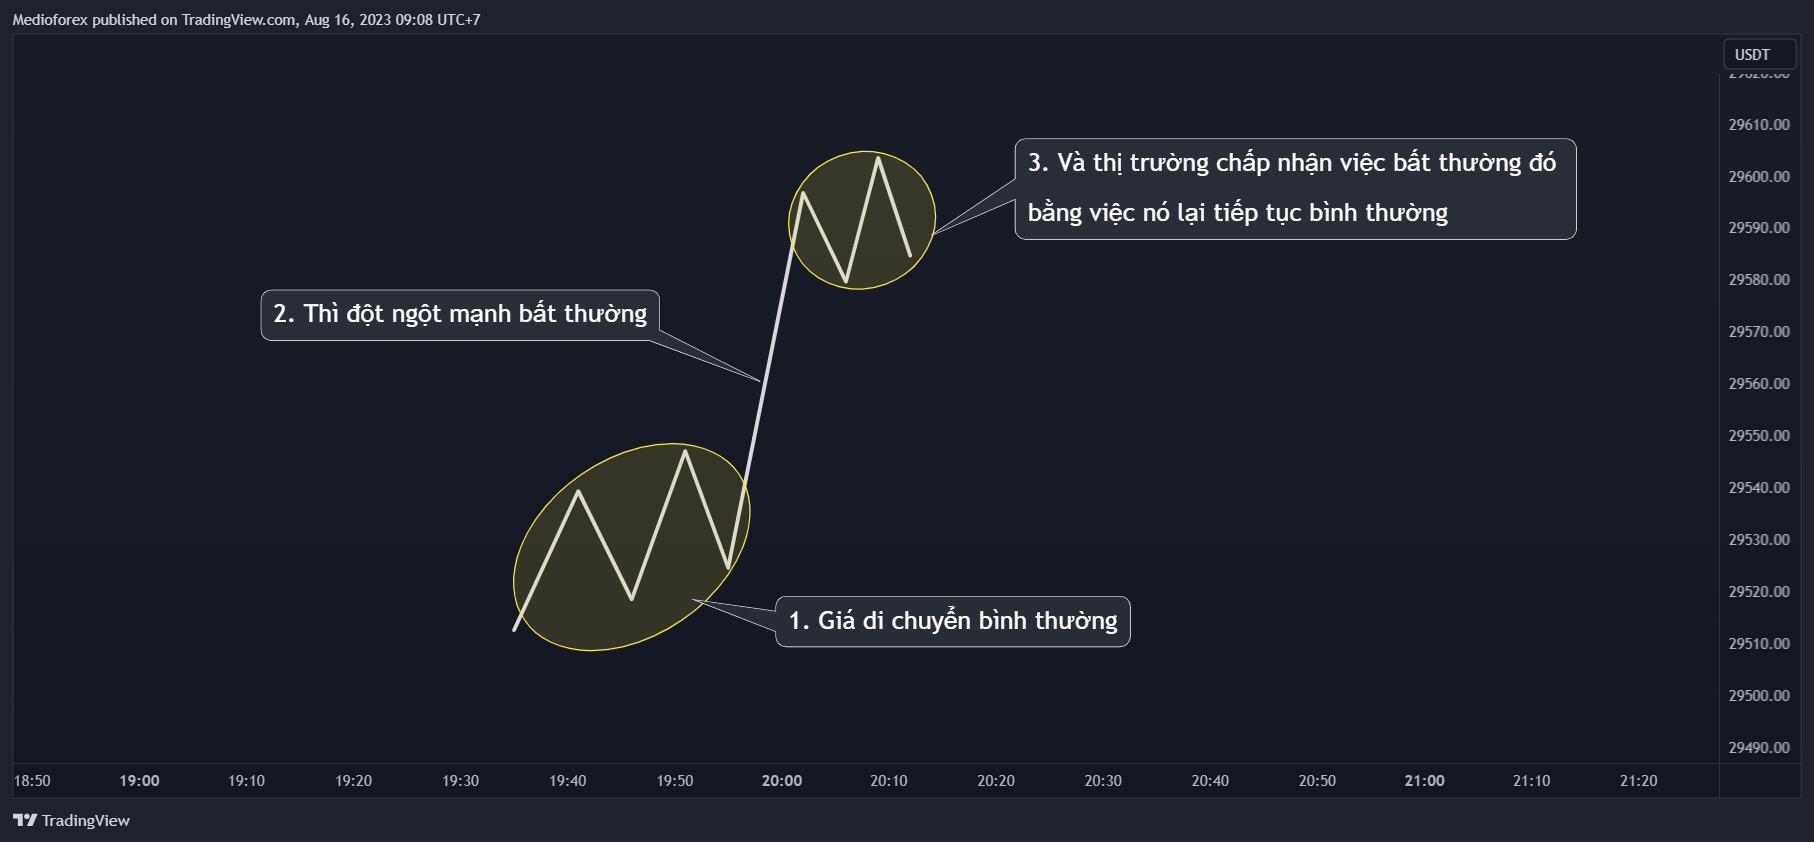 Medioforex published on TradingView.com, Aug 16, 2023 09:08 UTC+7
USDT
29610.00
3. Và thị trường chấp nhận việc bất thường đó
29600.00
bằng việc nó lại tiếp tục bình thường
29590.00
29580.00
2. Thì đột ngột mạnh bất thường
29570.00
29560.00
29550.00
29540.00
29530.00
29520.00
1. Giá di chuyển bình thường
29510.00
29500.00
29490.00
18:50 19:00 19:10 19:20 19:30 19:40 19:50 20:00 20:10 20:20 20:30 20:40 20:50 21:00 21:10 21:20
TradingView